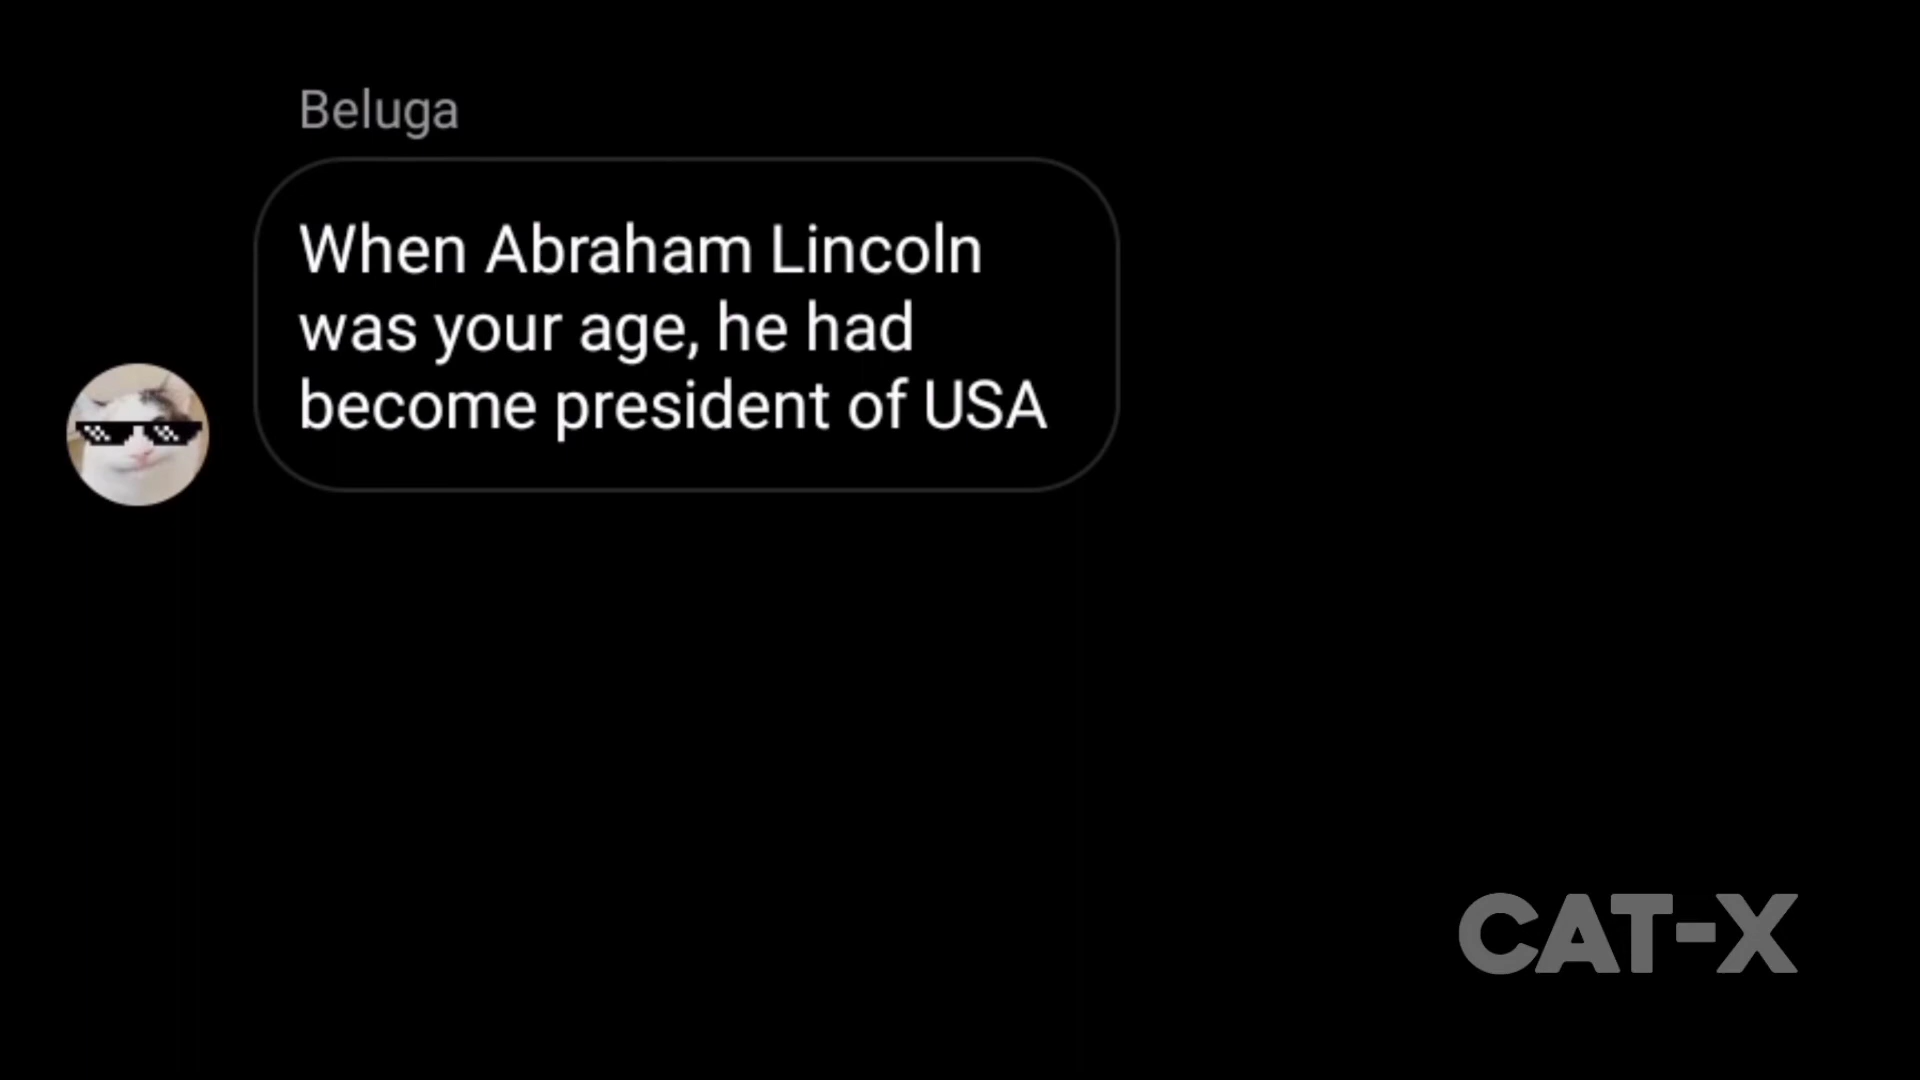 Beluga
When Abraham Lincoln
was your age, he had
become president of USA
CAT-X